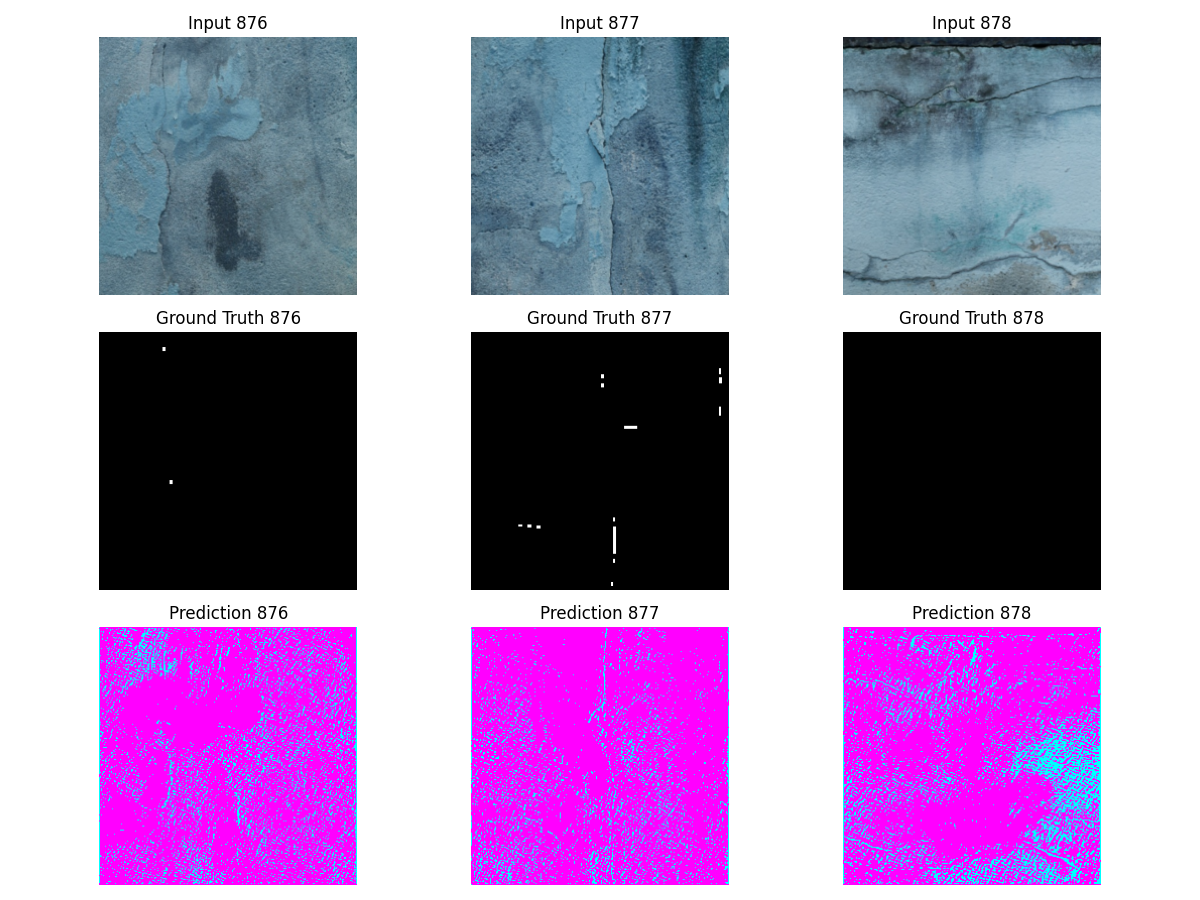 Input 876
Input 877
Input 878
Ground Truth 876
Ground Truth 877
Ground Truth 878
Prediction 876
Prediction 877
Prediction 878